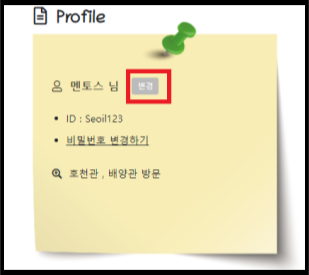 Profile
멘토스 님 변경
ID : Seoil123
비밀번호 변경하기
호천관 , 배양관 방문